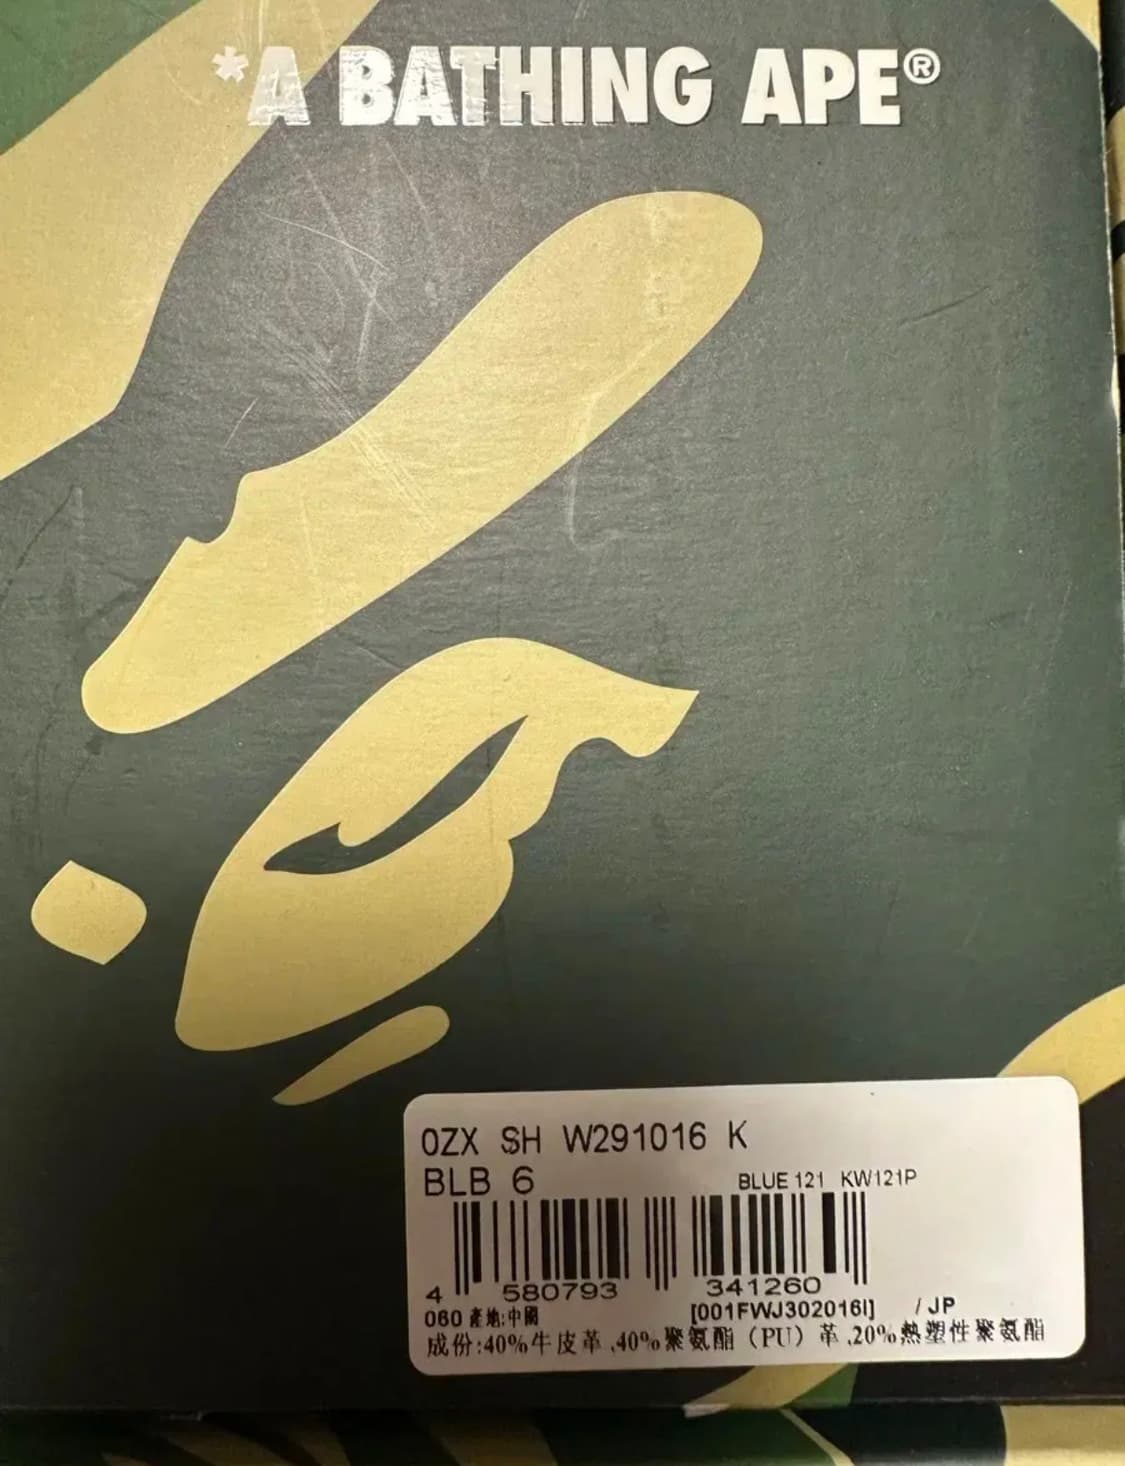 *A BATHING APE®
OZX SH W291016 K
BLB 6
BLUE 121 KW121P
4 580793 341260
060 產地:中國 [001FWJ302016I] / JP
成份:40%牛皮革,40%聚氨酯（PU）革,20%熱塑性聚氨酯